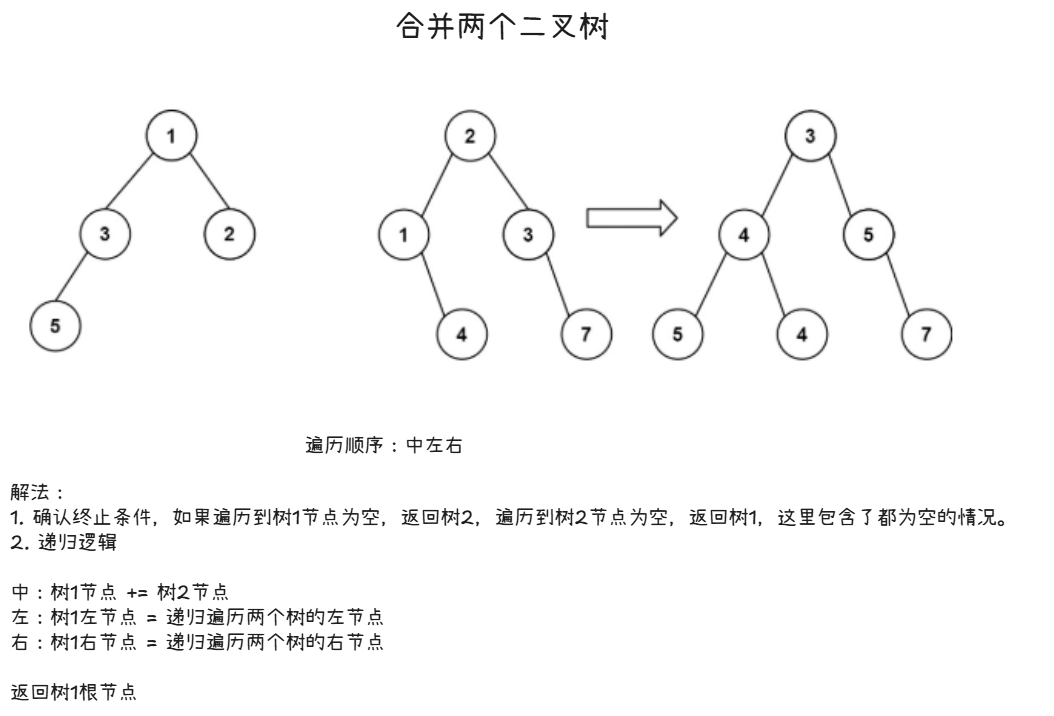 合并两个二叉树
1
2
3
3
2
1
3
4
5
5
4
7
5
4
7
遍历顺序：中左右
解法：
1. 确认终止条件，如果遍历到树1节点为空，返回树2，遍历到树2节点为空，返回树1，这里包含了都为空的情况。
2. 递归逻辑
中：树1节点 += 树2节点
左：树1左节点 = 递归遍历两个树的左节点
右：树1右节点 = 递归遍历两个树的右节点
返回树1根节点